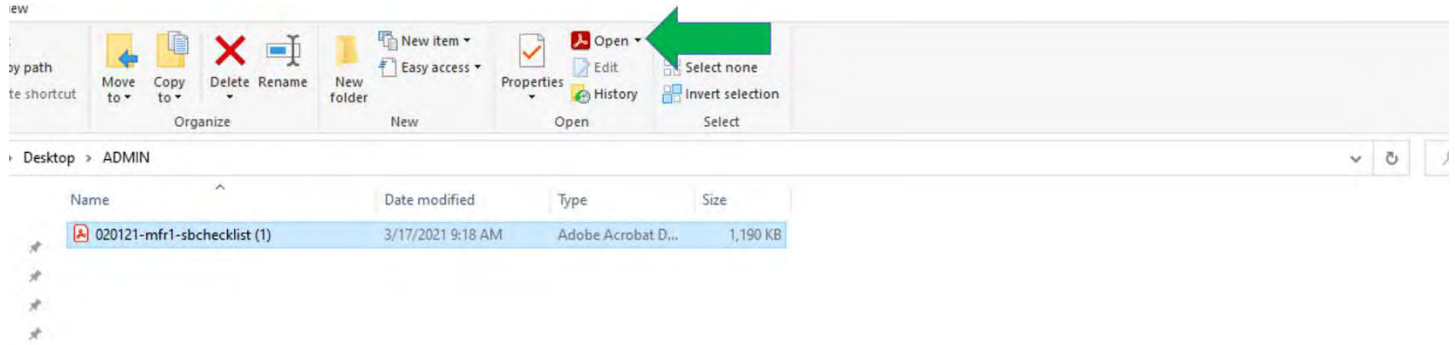 ew
by path
te shortcut
Move to
Copy to
Delete
Rename
Organize
New folder
New item
Easy access
New
Properties
Open
Edit
History
Open
Select none
Invert selection
Select
Desktop > ADMIN
Name Date modified Type Size
020121-mfr1-sbchecklist (1) 3/17/2021 9:18 AM Adobe Acrobat D... 1,190 KB